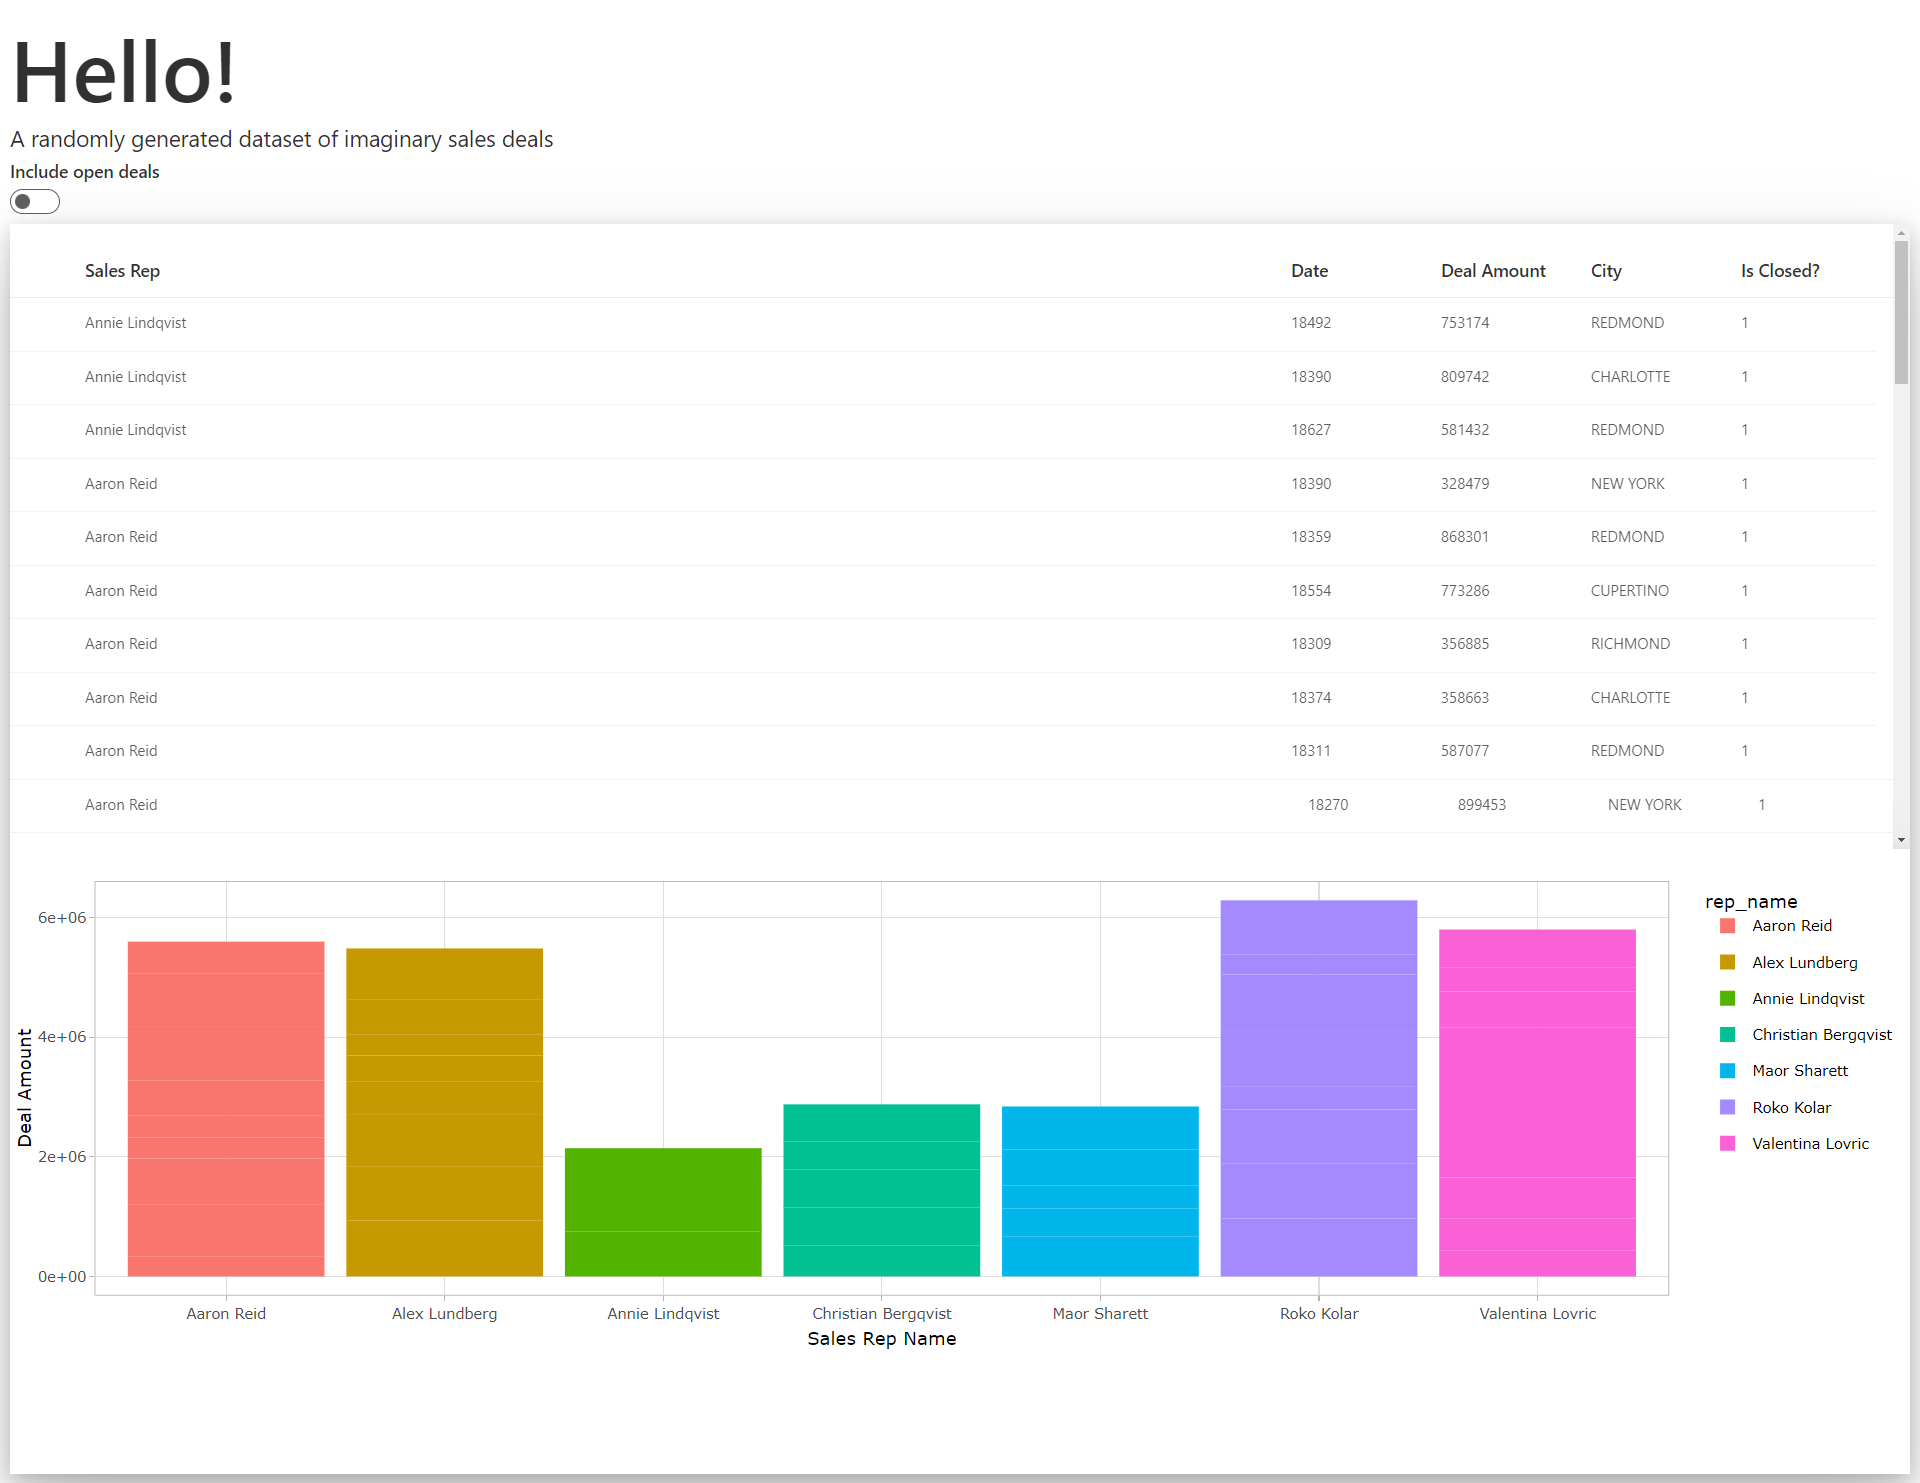 Hello!
A randomly generated dataset of imaginary sales deals
Include open deals
Sales Rep Date Deal Amount City Is Closed?
Annie Lindqvist 18492 753174 REDMOND 1
Annie Lindqvist 18390 809742 CHARLOTTE 1
Annie Lindqvist 18627 581432 REDMOND 1
Aaron Reid 18390 328479 NEW YORK 1
Aaron Reid 18359 868301 REDMOND 1
Aaron Reid 18554 773286 CUPERTINO 1
Aaron Reid 18309 356885 RICHMOND 1
Aaron Reid 18374 358663 CHARLOTTE 1
Aaron Reid 18311 587077 REDMOND 1
Aaron Reid 18270 899453 NEW YORK 1
Deal Amount
6e+06
4e+06
2e+06
0e+00
Aaron Reid Alex Lundberg Annie Lindqvist Christian Bergqvist Maor Sharett Roko Kolar Valentina Lovric
Sales Rep Name
rep_name
Aaron Reid
Alex Lundberg
Annie Lindqvist
Christian Bergqvist
Maor Sharett
Roko Kolar
Valentina Lovric